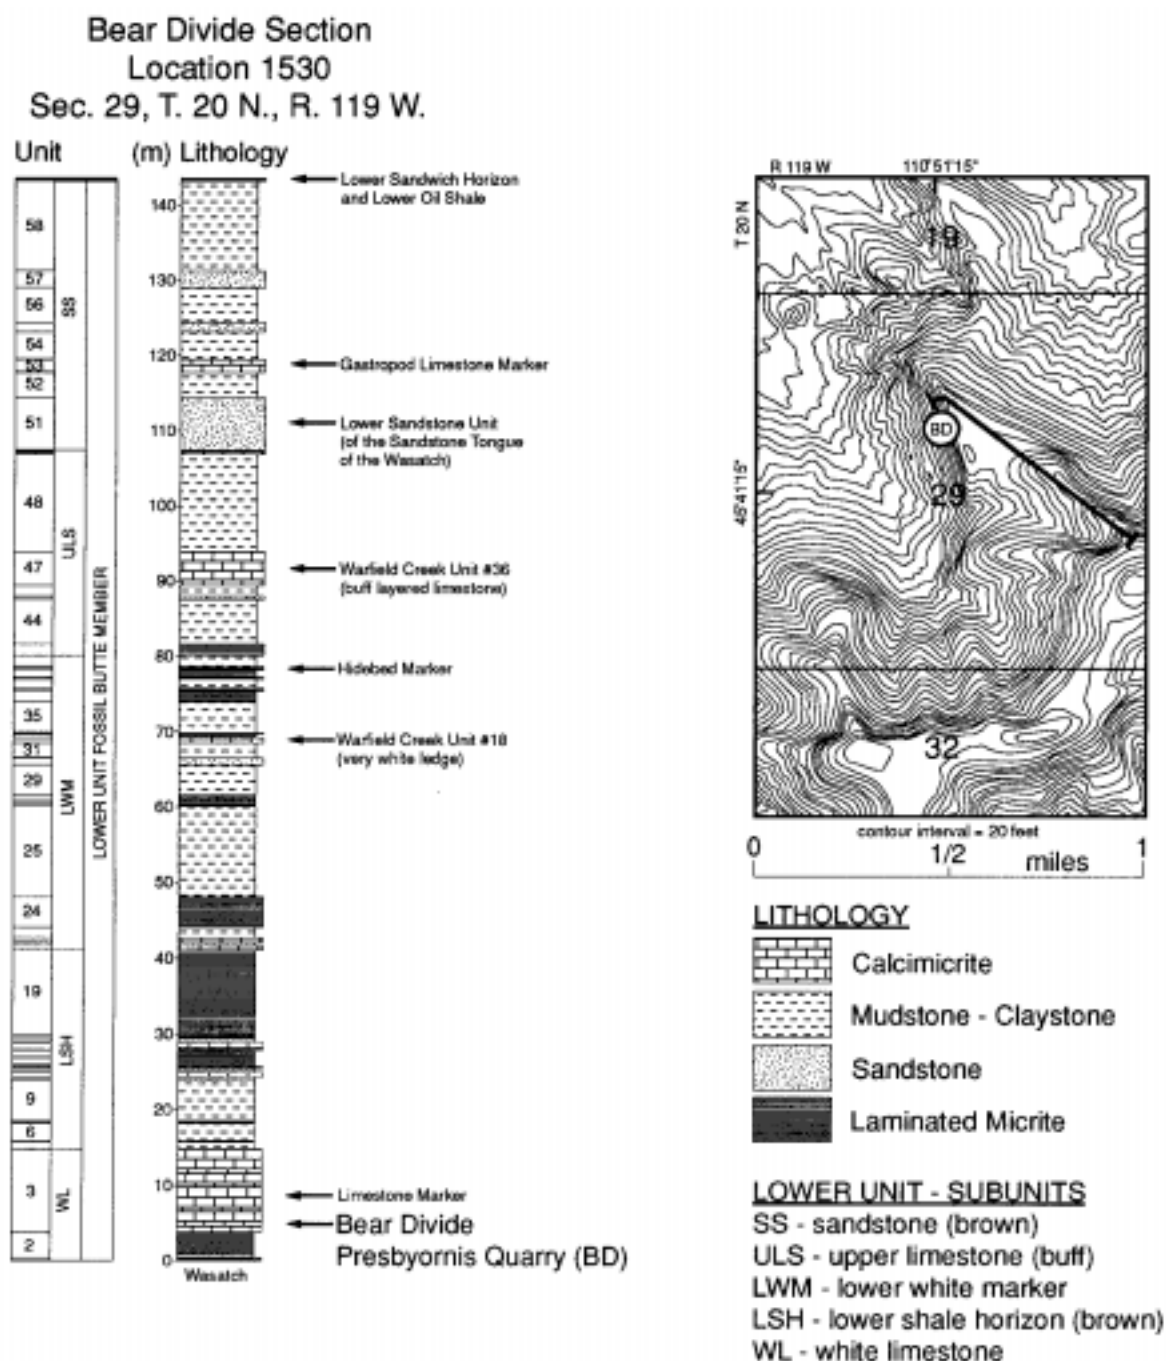 Bear Divide Section
Location 1530
Sec. 29, T. 20 N., R. 119 W.
Unit (m) Lithology
58
57
56
54
53
52
51
48
47
44
35
31
29
25
24
19
9
6
3
2
SS
ULS
LWM
LSH
WL
LOWER UNIT FOSSIL BUTTE MEMBER
140
130
120
110
100
90
80
70
60
50
40
30
20
10
0
Wasatch
Lower Sandwich Horizon
and Lower Oil Shale
Gastropod Limestone Marker
Lower Sandstone Unit
(of the Sandstone Tongue
of the Wasatch)
Warfield Creek Unit #36
(buff layered limestone)
Hidebed Marker
Warfield Creek Unit #18
(very white ledge)
Limestone Marker
Bear Divide
Presbyornis Quarry (BD)
R 119 W 110°51'15"
T 20 N
46°41'15"
19
BD
29
32
contour interval = 20 feet
0 1/2 miles 1
LITHOLOGY
Calcimicrite
Mudstone - Claystone
Sandstone
Laminated Micrite
LOWER UNIT - SUBUNITS
SS - sandstone (brown)
ULS - upper limestone (buff)
LWM - lower white marker
LSH - lower shale horizon (brown)
WL - white limestone